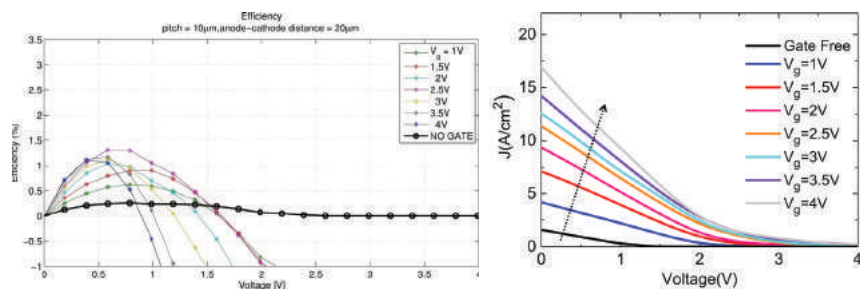 Efficiency
pitch = 10μm,anode-cathode distance = 20μm
3.5
3
2.5
2
1.5
1
0.5
0
-0.5
-1
Efficiency (%)
0
0.5
1
1.5
2
2.5
3
3.5
4
Voltage [V]
Vg = 1V
1.5V
2V
2.5V
3V
3.5V
4V
NO GATE
J(A/cm²)
25
20
15
10
5
0
0
1
2
3
4
Voltage(V)
Gate Free
Vg=1V
Vg=1.5V
Vg=2V
Vg=2.5V
Vg=3V
Vg=3.5V
Vg=4V